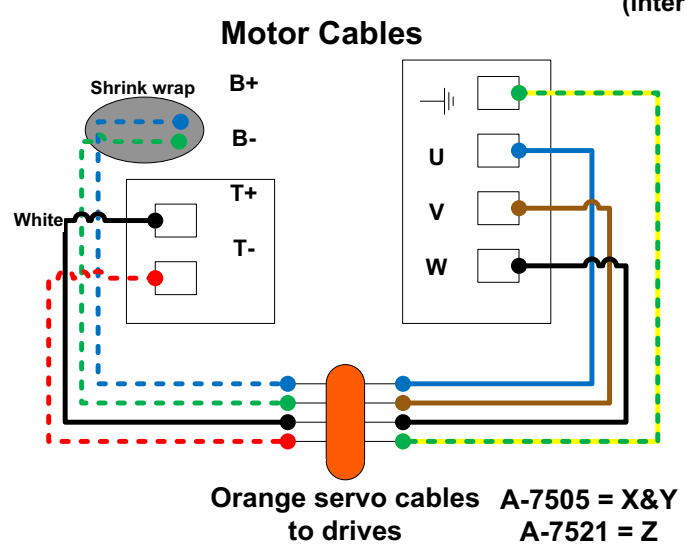 (Inter
Motor Cables
Shrink wrap
B+
B-
T+
White
T-
U
V
W
Orange servo cables
to drives
A-7505 = X&Y
A-7521 = Z